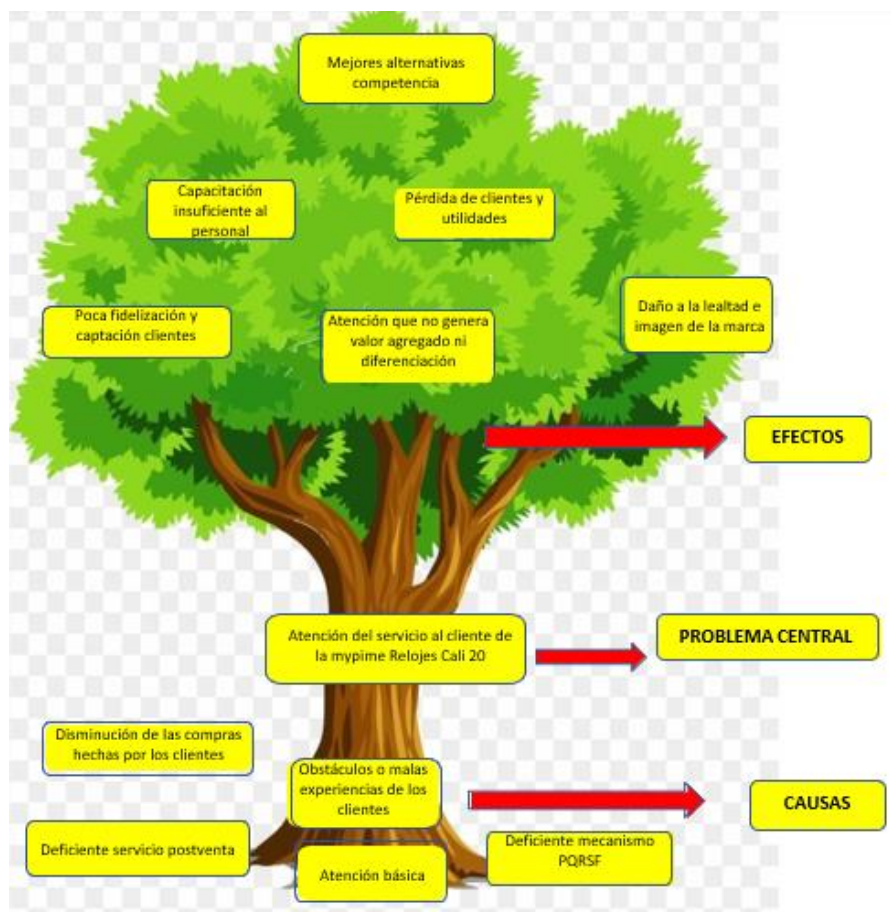 Mejores alternativas
competencia
Capacitación
insuficiente al
personal
Pérdida de clientes y
utilidades
Poca fidelización y
captación clientes
Atención que no genera
valor agregado ni
diferenciación
Daño a la lealtad e
imagen de la marca
EFECTOS
Atención del servicio al cliente de
la mypime Relojes Cali 20
PROBLEMA CENTRAL
Disminución de las compras
hechas por los clientes
Obstáculos o malas
experiencias de los
clientes
CAUSAS
Deficiente servicio postventa
Atención básica
Deficiente mecanismo
PQRSF